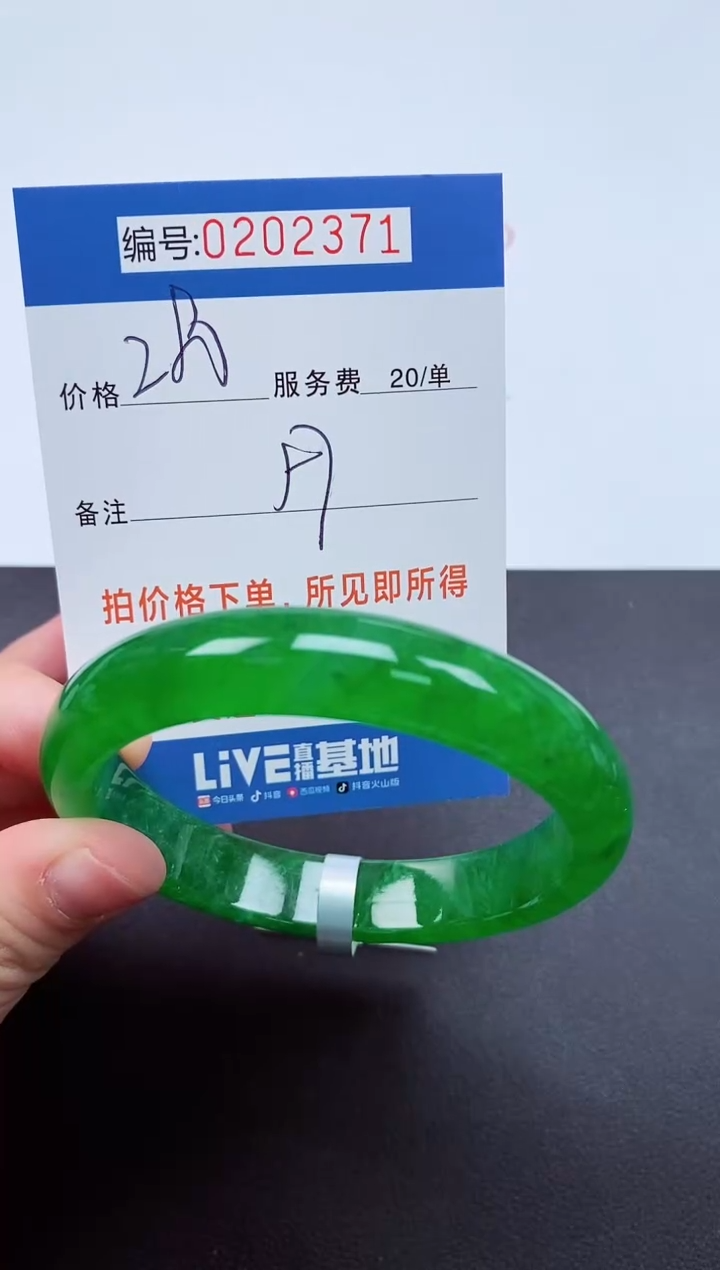 编号:0202371
价格 服务费 20/单
备注
拍价格下单，所见即所得
LiVE直播基地
今日头条 抖音 西瓜视频 抖音火山版